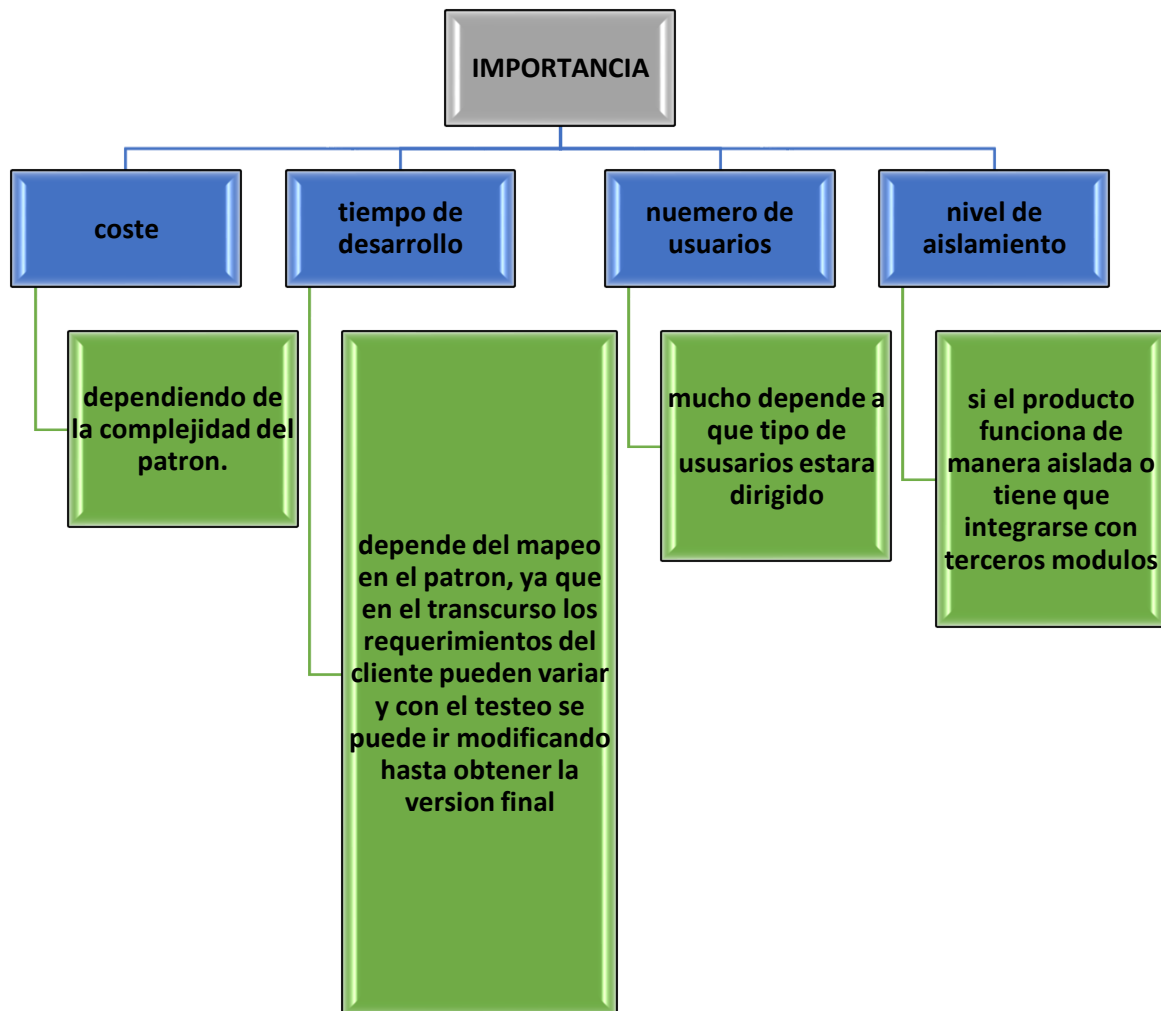 IMPORTANCIA
coste
tiempo de
desarrollo
nuemero de
usuarios
nivel de
aislamiento
dependiendo de
la complejidad del
patron.
depende del mapeo
en el patron, ya que
en el transcurso los
requerimientos del
cliente pueden variar
y con el testeo se
puede ir modificando
hasta obtener la
version final
mucho depende a
que tipo de
ususarios estara
dirigido
si el producto
funciona de
manera aislada o
tiene que
integrarse con
terceros modulos